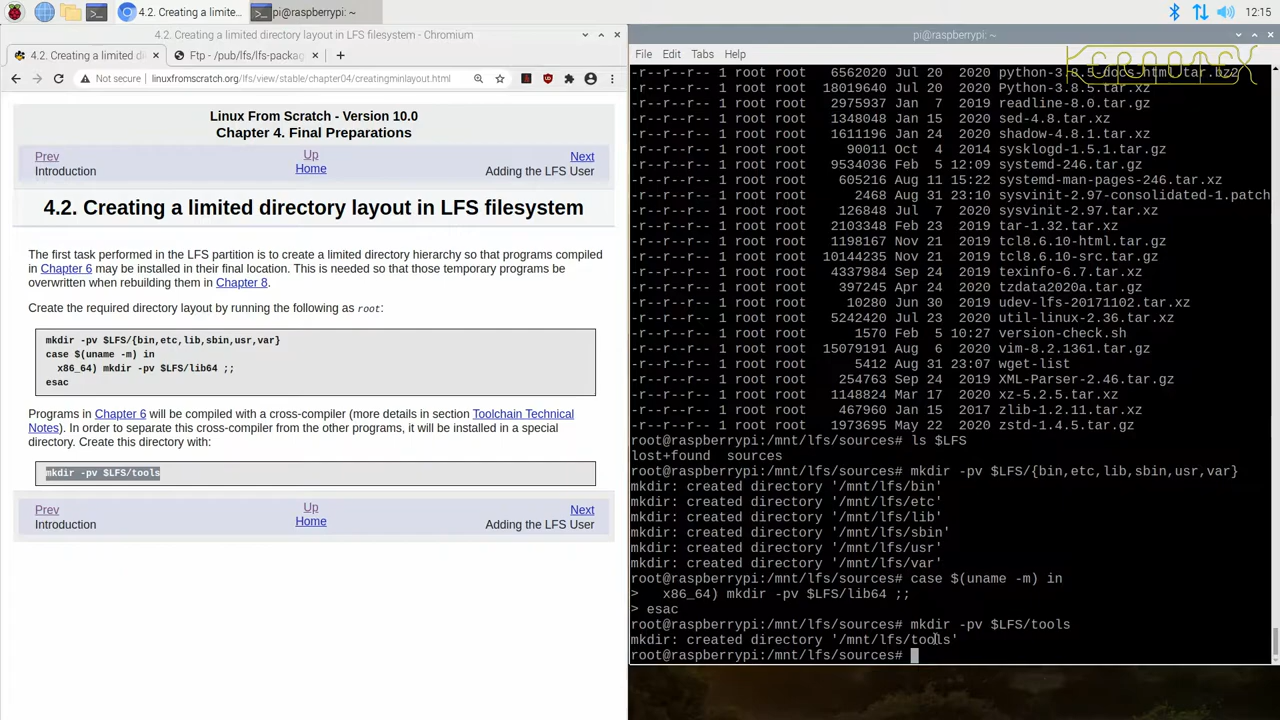 4.2. Creating a limite...
pi@raspberrypi: ~
12:15
4.2. Creating a limited directory layout in LFS filesystem - Chromium
4.2. Creating a limited di
Ftp - /pub/lfs/lfs-packag
Not secure | linuxfromscratch.org/lfs/view/stable/chapter04/creatingminlayout.html
Linux From Scratch - Version 10.0
Chapter 4. Final Preparations
Prev
Up
Next
Introduction
Home
Adding the LFS User
4.2. Creating a limited directory layout in LFS filesystem
The first task performed in the LFS partition is to create a limited directory hierarchy so that programs compiled
in Chapter 6 may be installed in their final location. This is needed so that those temporary programs be
overwritten when rebuilding them in Chapter 8.
Create the required directory layout by running the following as root:
mkdir -pv $LFS/{bin,etc,lib,sbin,usr,var}
case $(uname -m) in
x86_64) mkdir -pv $LFS/lib64 ;;
esac
Programs in Chapter 6 will be compiled with a cross-compiler (more details in section Toolchain Technical
Notes). In order to separate this cross-compiler from the other programs, it will be installed in a special
directory. Create this directory with:
mkdir -pv $LFS/tools
Prev
Up
Next
Introduction
Home
Adding the LFS User
pi@raspberrypi: ~
File Edit Tabs Help
-r--r--r-- 1 root root 6562020 Jul 20 2020 python-3.8.5-docs-html.tar.bz2
-r--r--r-- 1 root root 18019640 Jul 20 2020 Python-3.8.5.tar.xz
-r--r--r-- 1 root root 2975937 Jan 7 2019 readline-8.0.tar.gz
-r--r--r-- 1 root root 1348048 Jan 15 2020 sed-4.8.tar.xz
-r--r--r-- 1 root root 1611196 Jan 24 2020 shadow-4.8.1.tar.xz
-r--r--r-- 1 root root 90011 Oct 4 2014 sysklogd-1.5.1.tar.gz
-r--r--r-- 1 root root 9534036 Feb 5 12:09 systemd-246.tar.gz
-r--r--r-- 1 root root 605216 Aug 11 15:22 systemd-man-pages-246.tar.xz
-r--r--r-- 1 root root 2468 Aug 31 23:10 sysvinit-2.97-consolidated-1.patch
-r--r--r-- 1 root root 126848 Jul 7 2020 sysvinit-2.97.tar.xz
-r--r--r-- 1 root root 2103348 Feb 23 2019 tar-1.32.tar.xz
-r--r--r-- 1 root root 1198167 Nov 21 2019 tcl8.6.10-html.tar.gz
-r--r--r-- 1 root root 10144235 Nov 21 2019 tcl8.6.10-src.tar.gz
-r--r--r-- 1 root root 4337984 Sep 24 2019 texinfo-6.7.tar.xz
-r--r--r-- 1 root root 397245 Apr 24 2020 tzdata2020a.tar.gz
-r--r--r-- 1 root root 10280 Jun 30 2019 udev-lfs-20171102.tar.xz
-r--r--r-- 1 root root 5242420 Jul 23 2020 util-linux-2.36.tar.xz
-r--r--r-- 1 root root 1570 Feb 5 10:27 version-check.sh
-r--r--r-- 1 root root 15079191 Aug 6 2020 vim-8.2.1361.tar.gz
-r--r--r-- 1 root root 5412 Aug 31 23:07 wget-list
-r--r--r-- 1 root root 254763 Sep 24 2019 XML-Parser-2.46.tar.gz
-r--r--r-- 1 root root 1148824 Mar 17 2020 xz-5.2.5.tar.xz
-r--r--r-- 1 root root 467960 Jan 15 2017 zlib-1.2.11.tar.xz
-r--r--r-- 1 root root 1973695 May 22 2020 zstd-1.4.5.tar.gz
root@raspberrypi:/mnt/lfs/sources# ls $LFS
lost+found sources
root@raspberrypi:/mnt/lfs/sources# mkdir -pv $LFS/{bin,etc,lib,sbin,usr,var}
mkdir: created directory '/mnt/lfs/bin'
mkdir: created directory '/mnt/lfs/etc'
mkdir: created directory '/mnt/lfs/lib'
mkdir: created directory '/mnt/lfs/sbin'
mkdir: created directory '/mnt/lfs/usr'
mkdir: created directory '/mnt/lfs/var'
root@raspberrypi:/mnt/lfs/sources# case $(uname -m) in
> x86_64) mkdir -pv $LFS/lib64 ;;
> esac
root@raspberrypi:/mnt/lfs/sources# mkdir -pv $LFS/tools
mkdir: created directory '/mnt/lfs/tools'
root@raspberrypi:/mnt/lfs/sources#